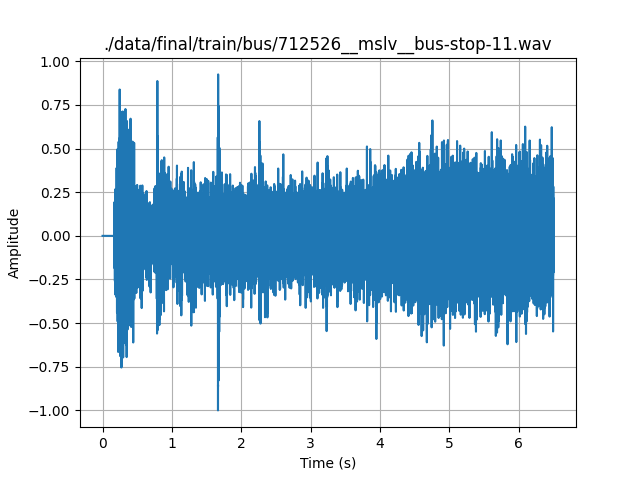 ./data/final/train/bus/712526__mslv__bus-stop-11.wav
1.00
0.75
0.50
0.25
0.00
−0.25
−0.50
−0.75
−1.00
Amplitude
0 1 2 3 4 5 6
Time (s)